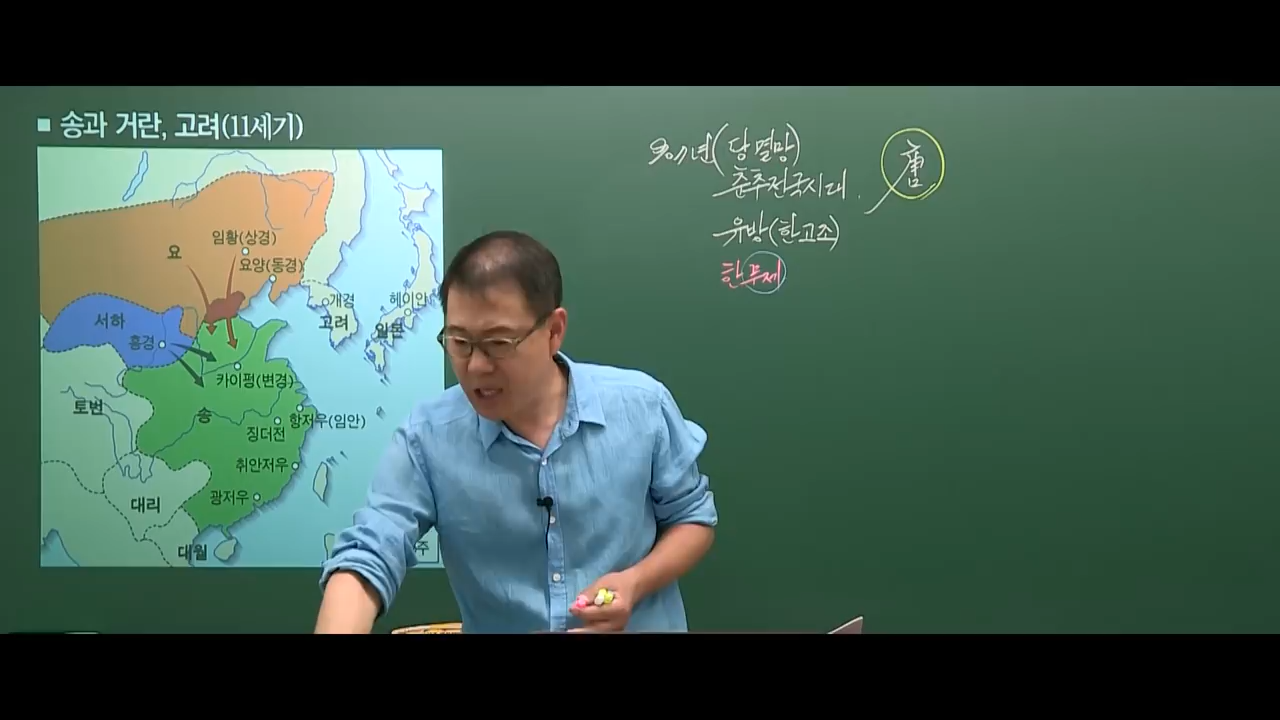 ■ 송과 거란, 고려(11세기)
임황(상경)
요
요양(동경)
개경
헤이안
고려
일본
서하
흥경
카이펑(변경)
토번
송
항저우(임안)
징더전
취안저우
광저우
대리
대월
주
907년(당멸망)
춘추전국시대.
유방(한고조)
한무제
唐